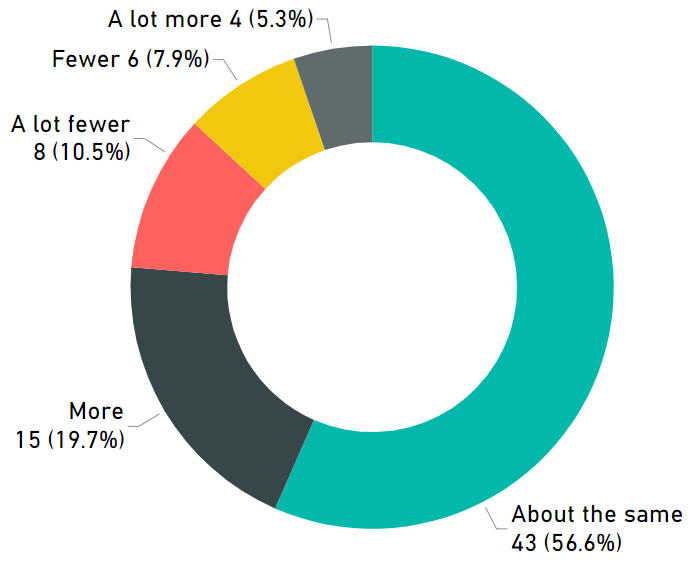 A lot more 4 (5.3%)
Fewer 6 (7.9%)
A lot fewer
8 (10.5%)
More
15 (19.7%)
About the same
43 (56.6%)